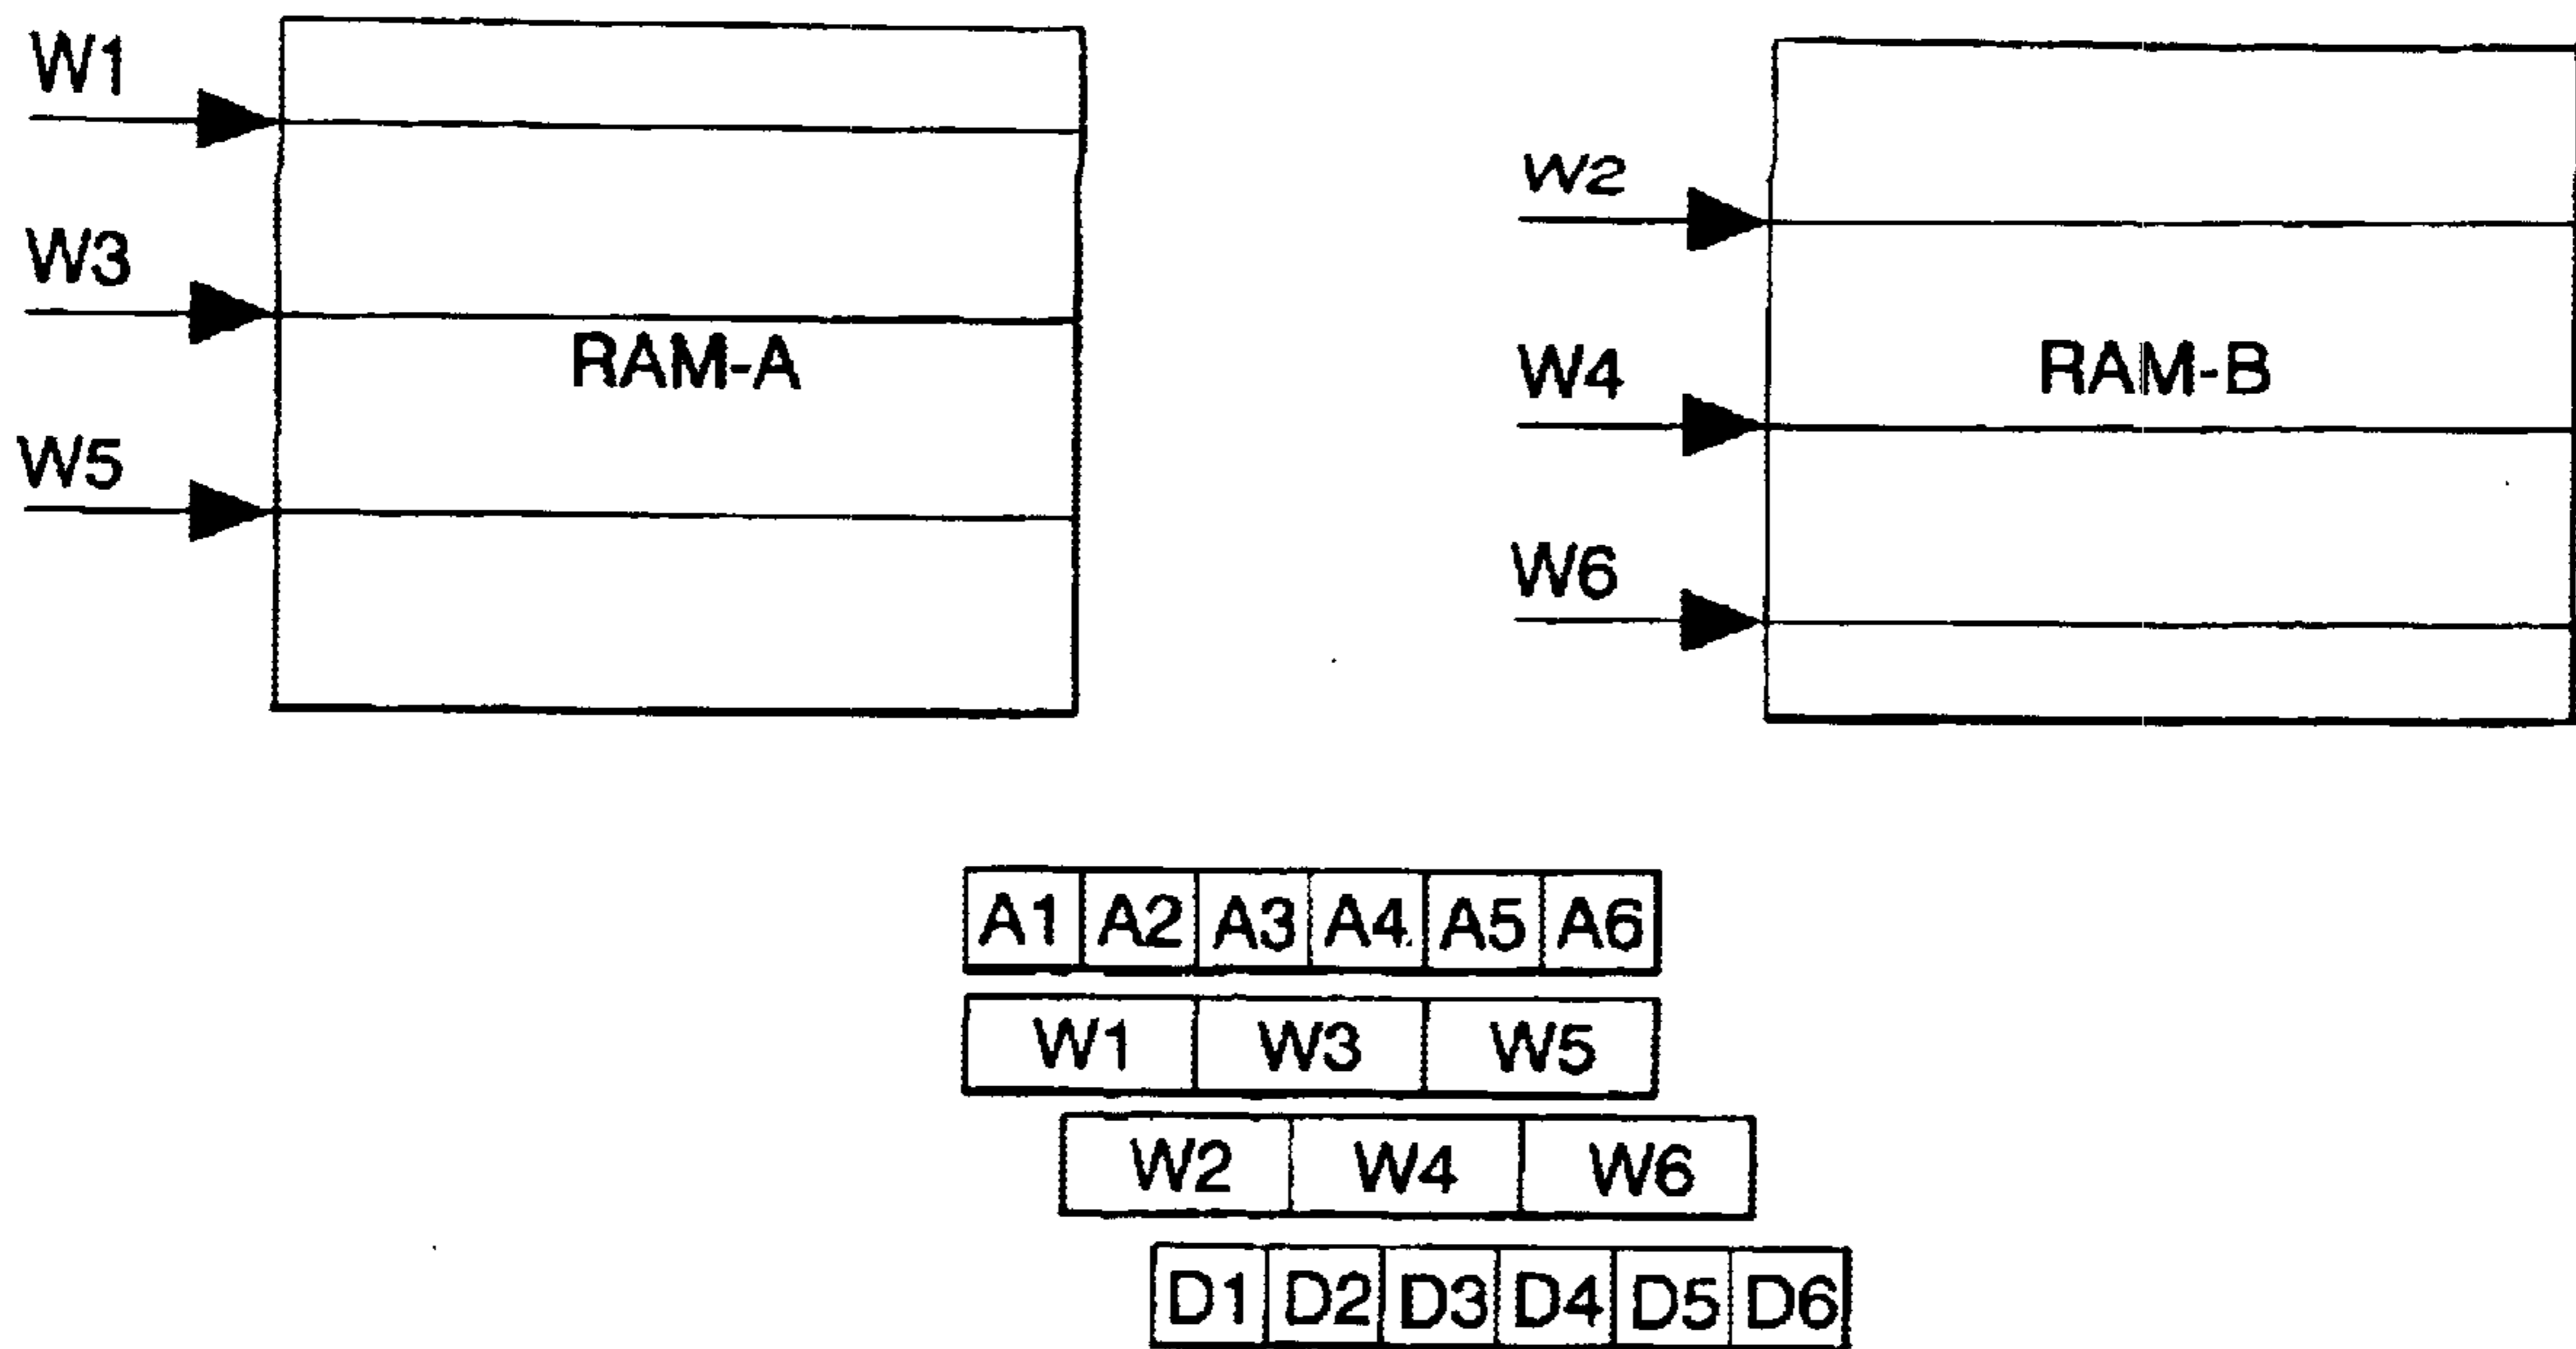 W1
W3
RAM-A
W5
W2
W4
RAM-B
W6
A1 A2 A3 A4 A5 A6
W1 W3 W5
W2 W4 W6
D1 D2 D3 D4 D5 D6